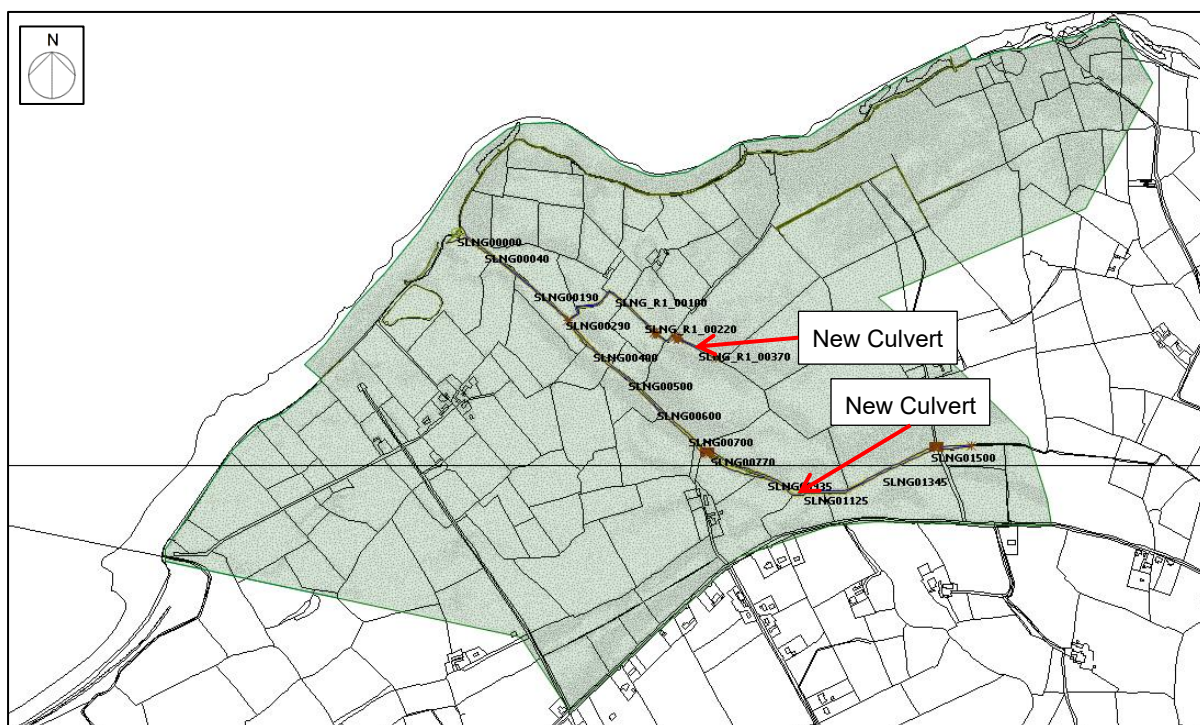 N
SLNG00000
SLNG00040
SLNG00190
SLNG_R1_00100
SLNG00290
SLNG_R1_00220
SLNG00400
SLNG_R1_00370
New Culvert
SLNG00500
New Culvert
SLNG00600
SLNG00700
SLNG00770
SLNG01500
SLNG01345
SLNG01125